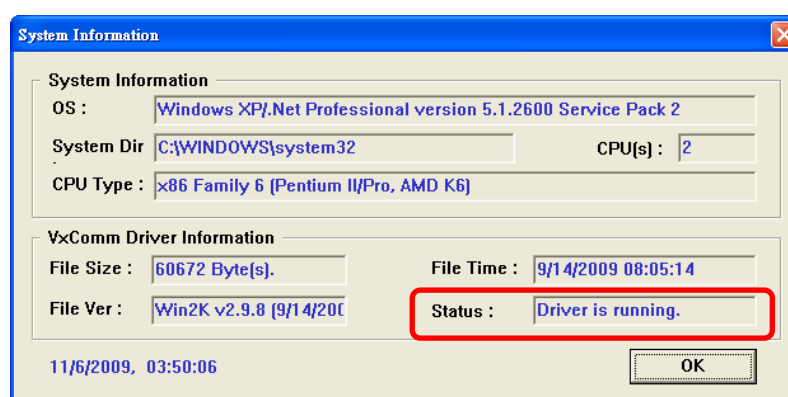 System Information
System Information
OS : Windows XP/.Net Professional version 5.1.2600 Service Pack 2
System Dir : C:\WINDOWS\system32 CPU(s) : 2
CPU Type : x86 Family 6 (Pentium II/Pro, AMD K6)
VxComm Driver Information
File Size : 60672 Byte(s). File Time : 9/14/2009 08:05:14
File Ver : Win2K v2.9.8 (9/14/200 Status : Driver is running.
11/6/2009, 03:50:06 OK